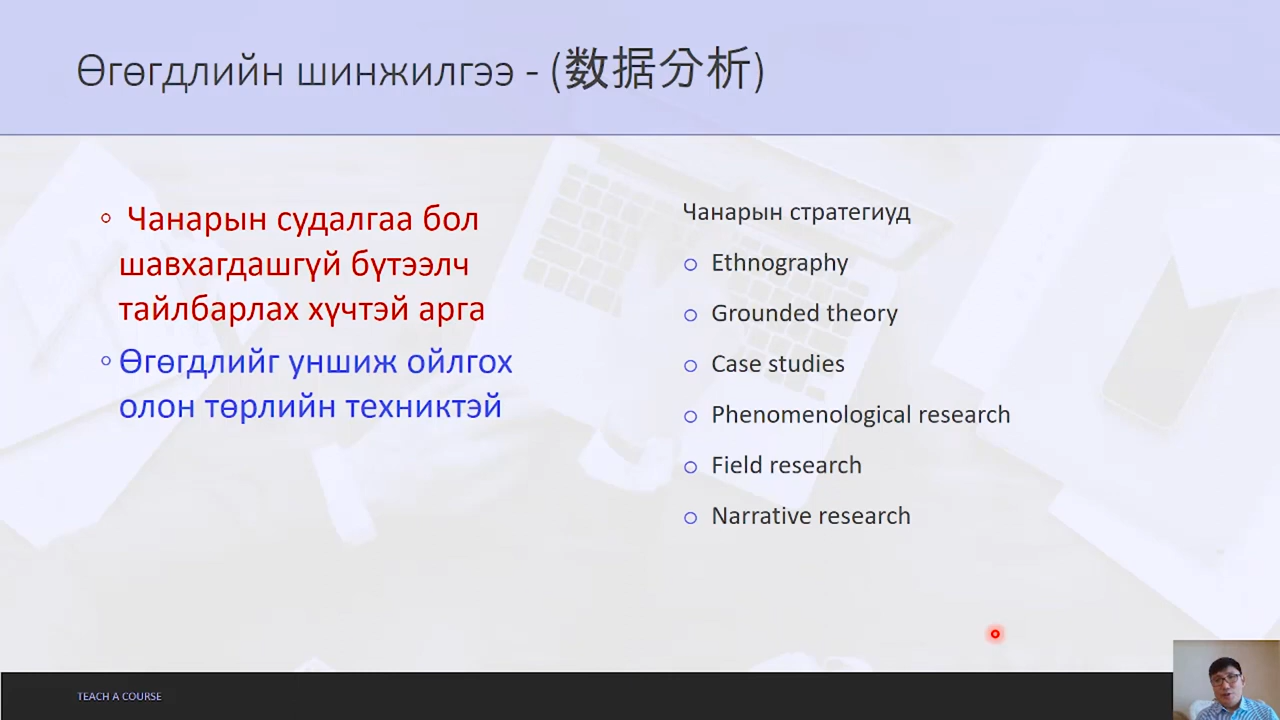 Өгөгдлийн шинжилгээ - (数据分析)
Чанарын судалгаа бол
шавхагдашгүй бүтээлч
тайлбарлах хүчтэй арга
Өгөгдлийг уншиж ойлгох
олон төрлийн техниктэй
Чанарын стратегиуд
Ethnography
Grounded theory
Case studies
Phenomenological research
Field research
Narrative research
TEACH A COURSE